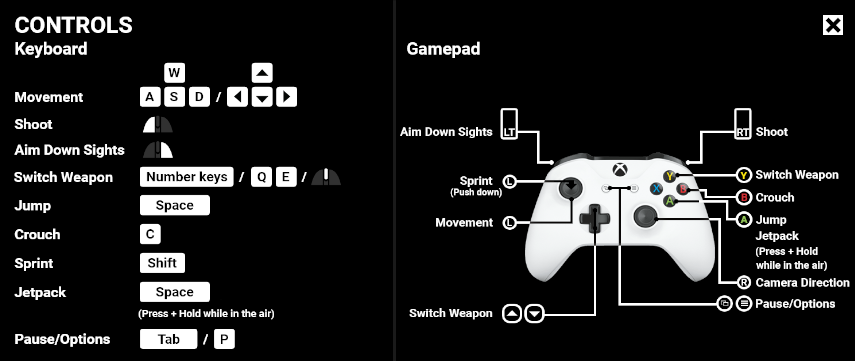 CONTROLS
Keyboard
W
Movement A S D /
Shoot
Aim Down Sights
Switch Weapon Number keys / Q E /
Jump Space
Crouch C
Sprint Shift
Jetpack Space
(Press + Hold while in the air)
Pause/Options Tab / P
Gamepad
Aim Down Sights LT
RT Shoot
Sprint L
(Push down)
Movement L
Switch Weapon
Y
X B
A
Y Switch Weapon
B Crouch
A Jump
Jetpack
(Press + Hold
while in the air)
R Camera Direction
Pause/Options